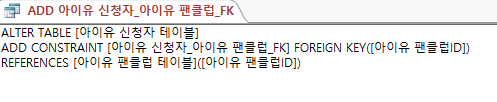 ADD 아이유 신청자_아이유 팬클럽_FK
ALTER TABLE [아이유 신청자 테이블]
ADD CONSTRAINT [아이유 신청자_아이유 팬클럽_FK] FOREIGN KEY([아이유 팬클럽ID])
REFERENCES [아이유 팬클럽 테이블]([아이유 팬클럽ID])